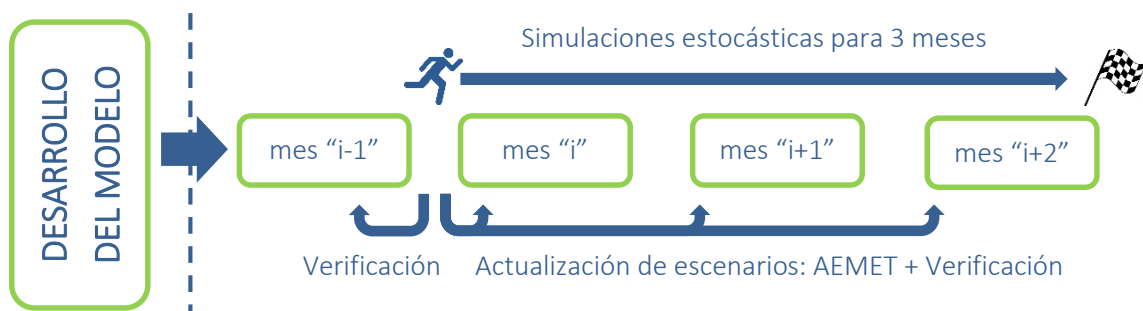 DESARROLLO
DEL MODELO
Simulaciones estocásticas para 3 meses
mes “i-1”
mes “i”
mes “i+1”
mes “i+2”
Verificación
Actualización de escenarios: AEMET + Verificación